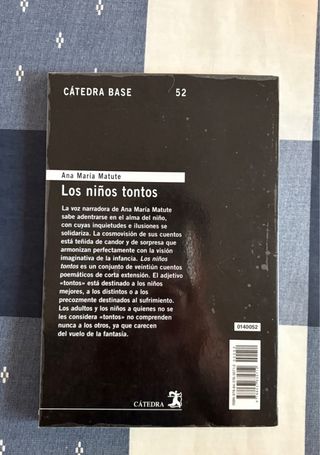 CÁTEDRA BASE 52
Ana María Matute
Los niños tontos
La voz narradora de Ana María Matute
sabe adentrarse en el alma del niño,
con cuyas inquietudes e ilusiones se
solidariza. La cosmovisión de sus cuentos
está teñida de candor y de sorpresa que
armonizan perfectamente con la visión
imaginativa de la infancia. Los niños
tontos es un conjunto de veintiún cuentos
poemáticos de corta extensión. El adjetivo
«tontos» está destinado a los niños
mejores, a los distintos o a los
precozmente destinados al sufrimiento.
Los adultos y los niños a quienes no se
les considera «tontos» no comprenden
nunca a los otros, ya que carecen
del vuelo de la fantasía.
0140052
CÁTEDRA